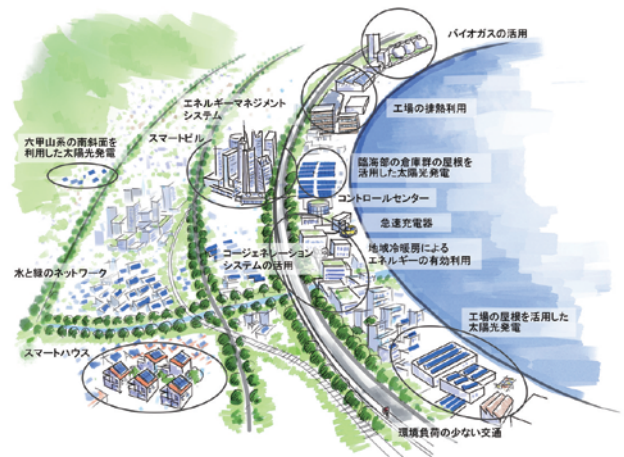 バイオガスの活用
エネルギーマネジメント
システム
工場の排熱利用
スマートビル
六甲山系の南斜面を
利用した太陽光発電
臨海部の倉庫群の屋根を
活用した太陽光発電
コントロールセンター
急速充電器
コージェネレーション
システムの活用
地域冷暖房による
エネルギーの有効利用
水と緑のネットワーク
工場の屋根を活用した
太陽光発電
スマートハウス
環境負荷の少ない交通